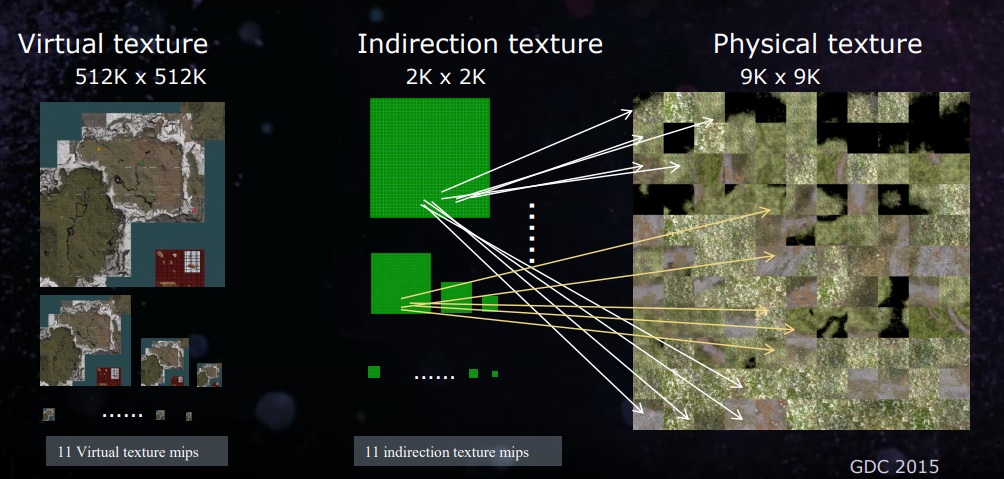 Virtual texture
512K x 512K
Indirection texture
2K x 2K
Physical texture
9K x 9K
......
......
11 Virtual texture mips
11 indirection texture mips
GDC 2015